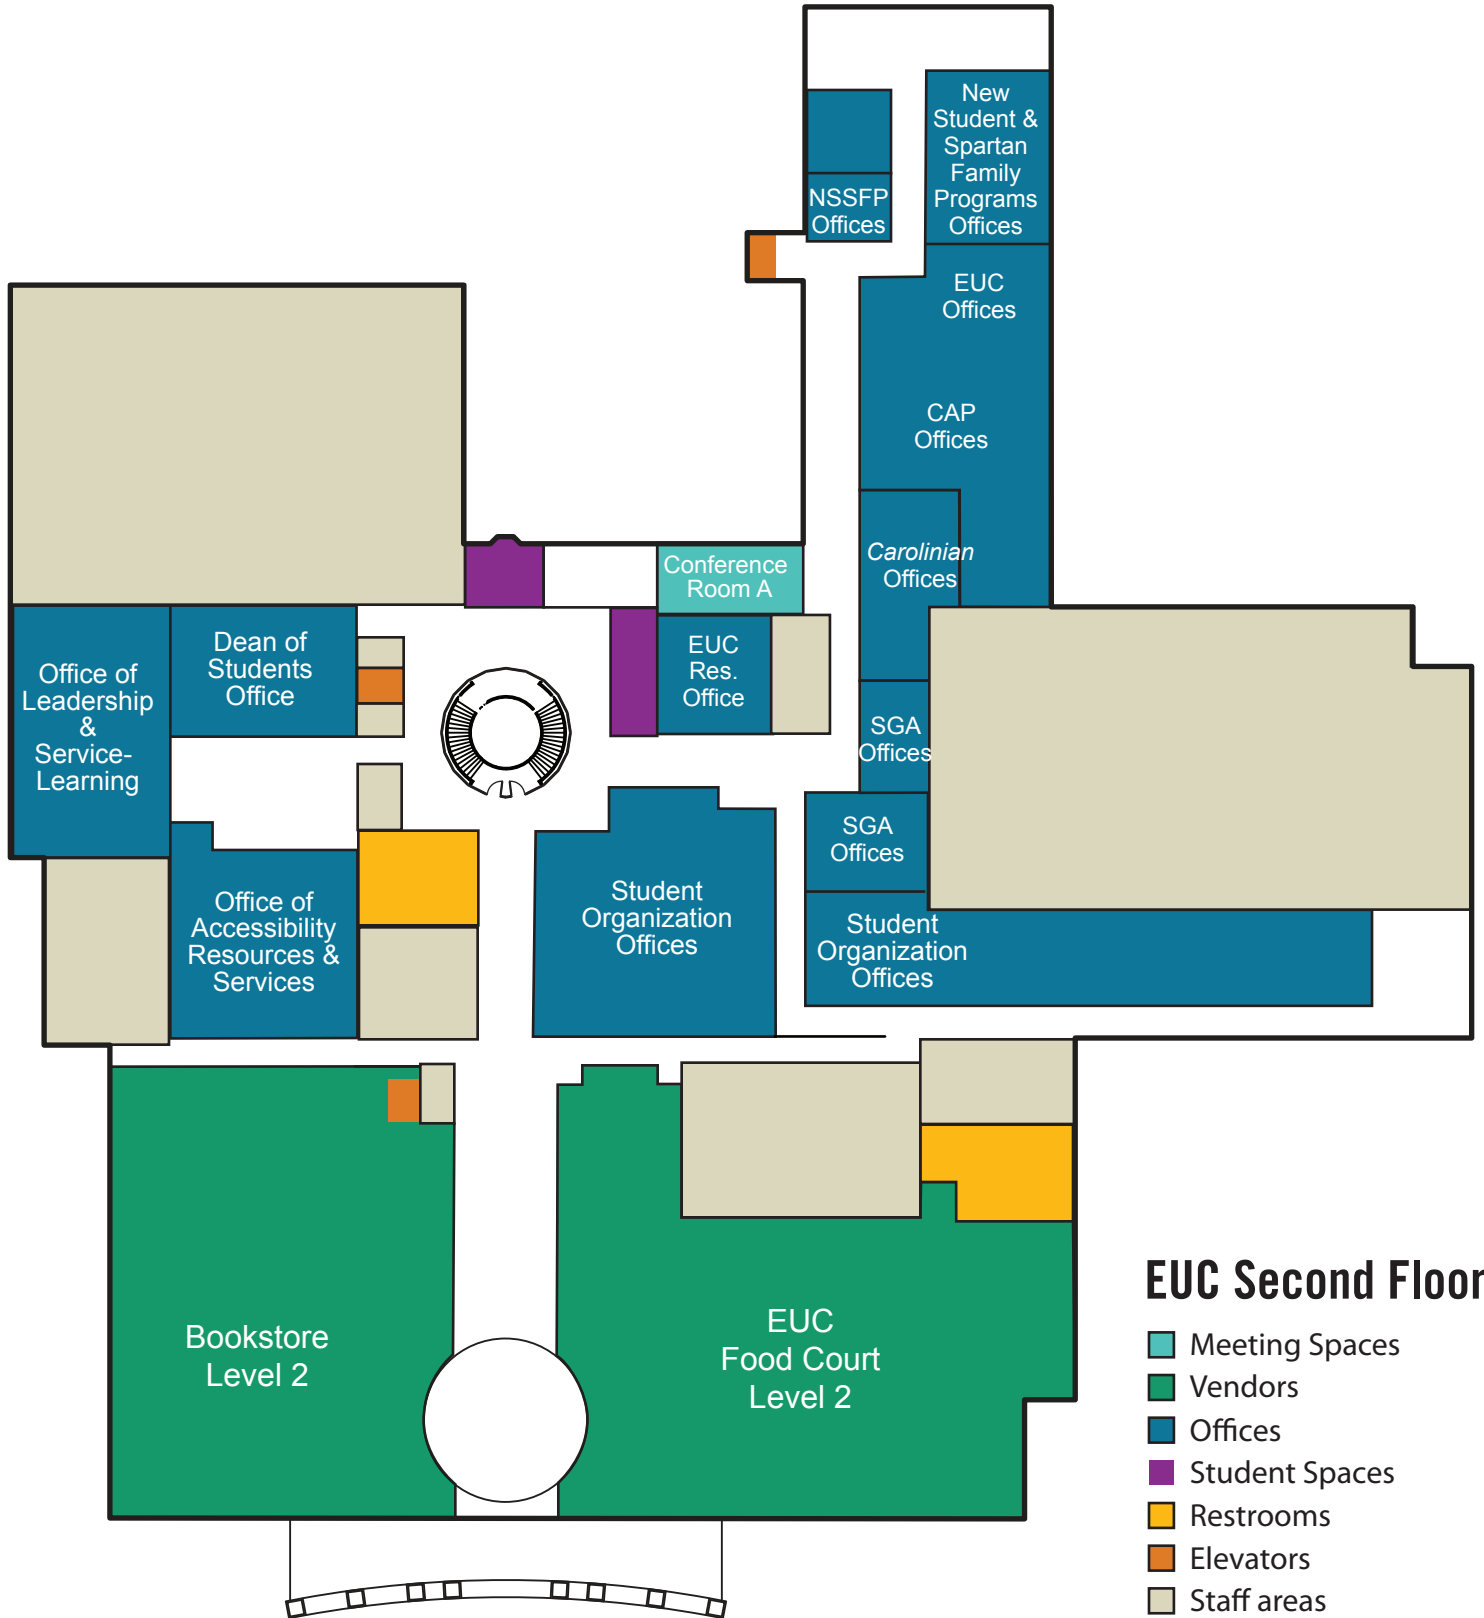 New
Student &
Spartan
Family
Programs
Offices
NSSFP
Offices
EUC
Offices
CAP
Offices
Carolinian
Offices
Conference
Room A
EUC
Res.
Office
Dean of
Students
Office
Office of
Leadership
&
Service-
Learning
SGA
Offices
SGA
Offices
Student
Organization
Offices
Student
Organization
Offices
Office of
Accessibility
Resources &
Services
Bookstore
Level 2
EUC
Food Court
Level 2
EUC Second Floor
Meeting Spaces
Vendors
Offices
Student Spaces
Restrooms
Elevators
Staff areas